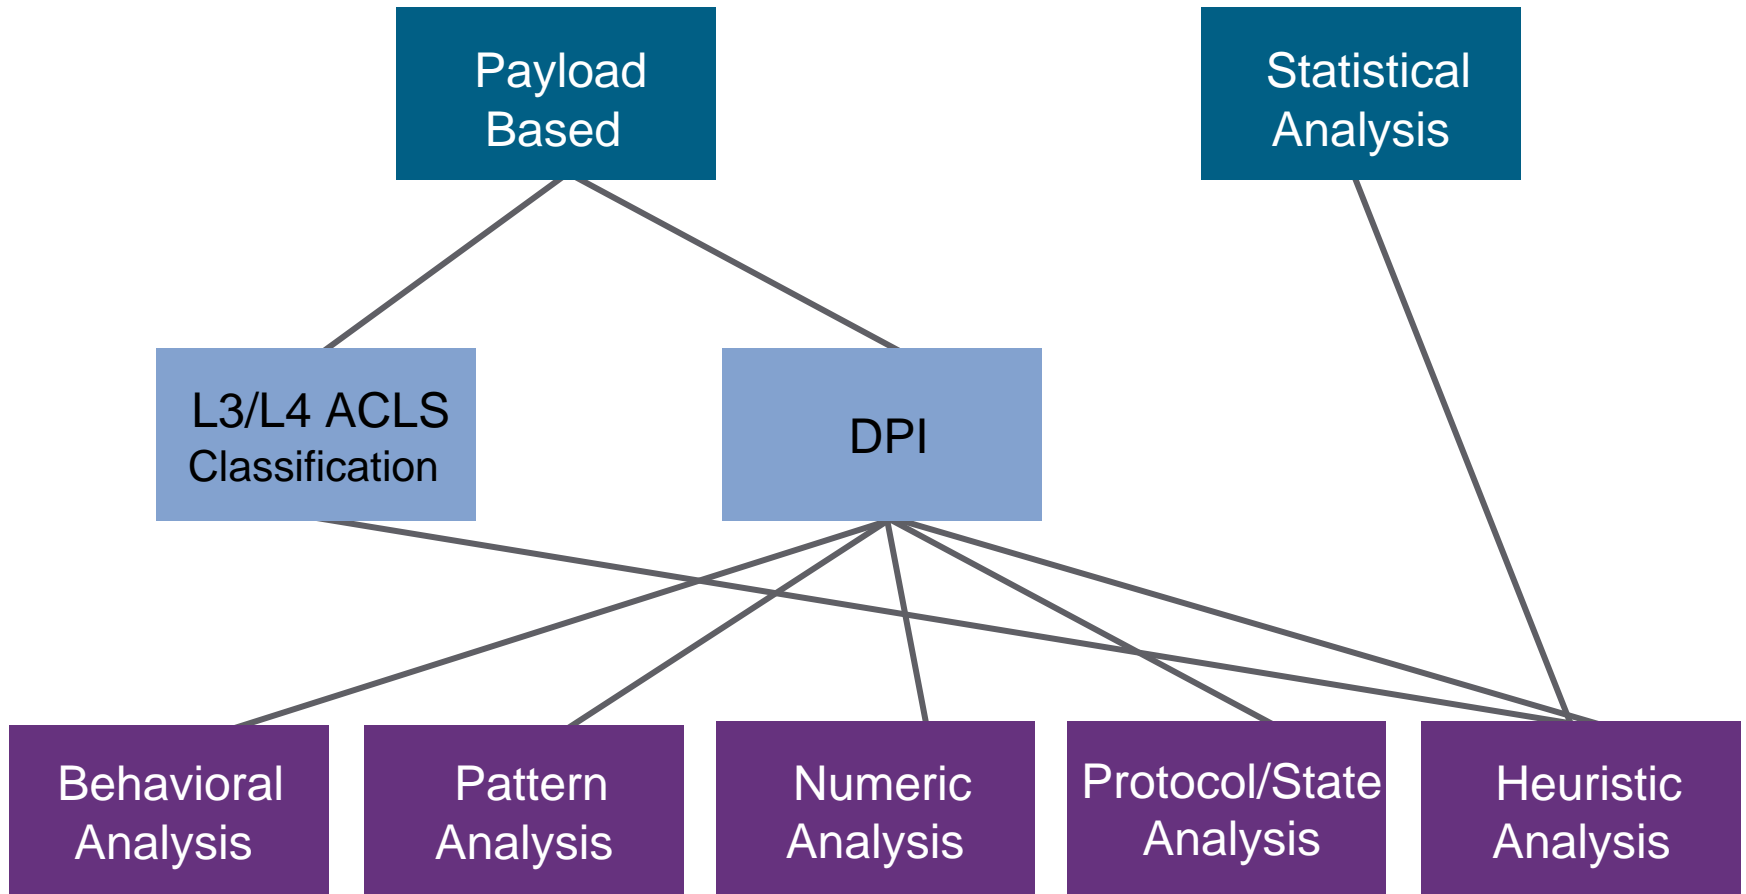 Payload
Based
Statistical
Analysis
L3/L4 ACLS
Classification
DPI
Behavioral
Analysis
Pattern
Analysis
Numeric
Analysis
Protocol/State
Analysis
Heuristic
Analysis